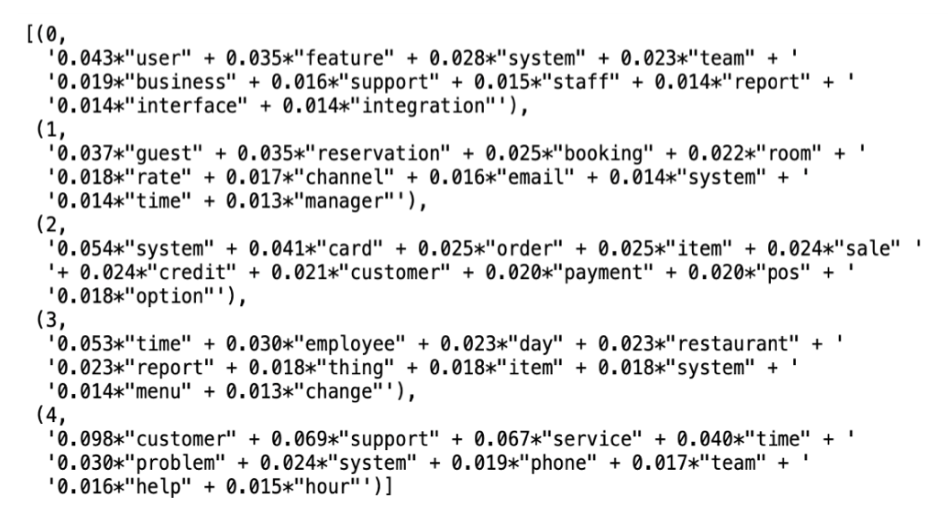 [(0,
'0.043*"user" + 0.035*"feature" + 0.028*"system" + 0.023*"team" + '
'0.019*"business" + 0.016*"support" + 0.015*"staff" + 0.014*"report" + '
'0.014*"interface" + 0.014*"integration"'),
(1,
'0.037*"guest" + 0.035*"reservation" + 0.025*"booking" + 0.022*"room" + '
'0.018*"rate" + 0.017*"channel" + 0.016*"email" + 0.014*"system" + '
'0.014*"time" + 0.013*"manager"'),
(2,
'0.054*"system" + 0.041*"card" + 0.025*"order" + 0.025*"item" + 0.024*"sale" '
'+ 0.024*"credit" + 0.021*"customer" + 0.020*"payment" + 0.020*"pos" + '
'0.018*"option"'),
(3,
'0.053*"time" + 0.030*"employee" + 0.023*"day" + 0.023*"restaurant" + '
'0.023*"report" + 0.018*"thing" + 0.018*"item" + 0.018*"system" + '
'0.014*"menu" + 0.013*"change"'),
(4,
'0.098*"customer" + 0.069*"support" + 0.067*"service" + 0.040*"time" + '
'0.030*"problem" + 0.024*"system" + 0.019*"phone" + 0.017*"team" + '
'0.016*"help" + 0.015*"hour"')]